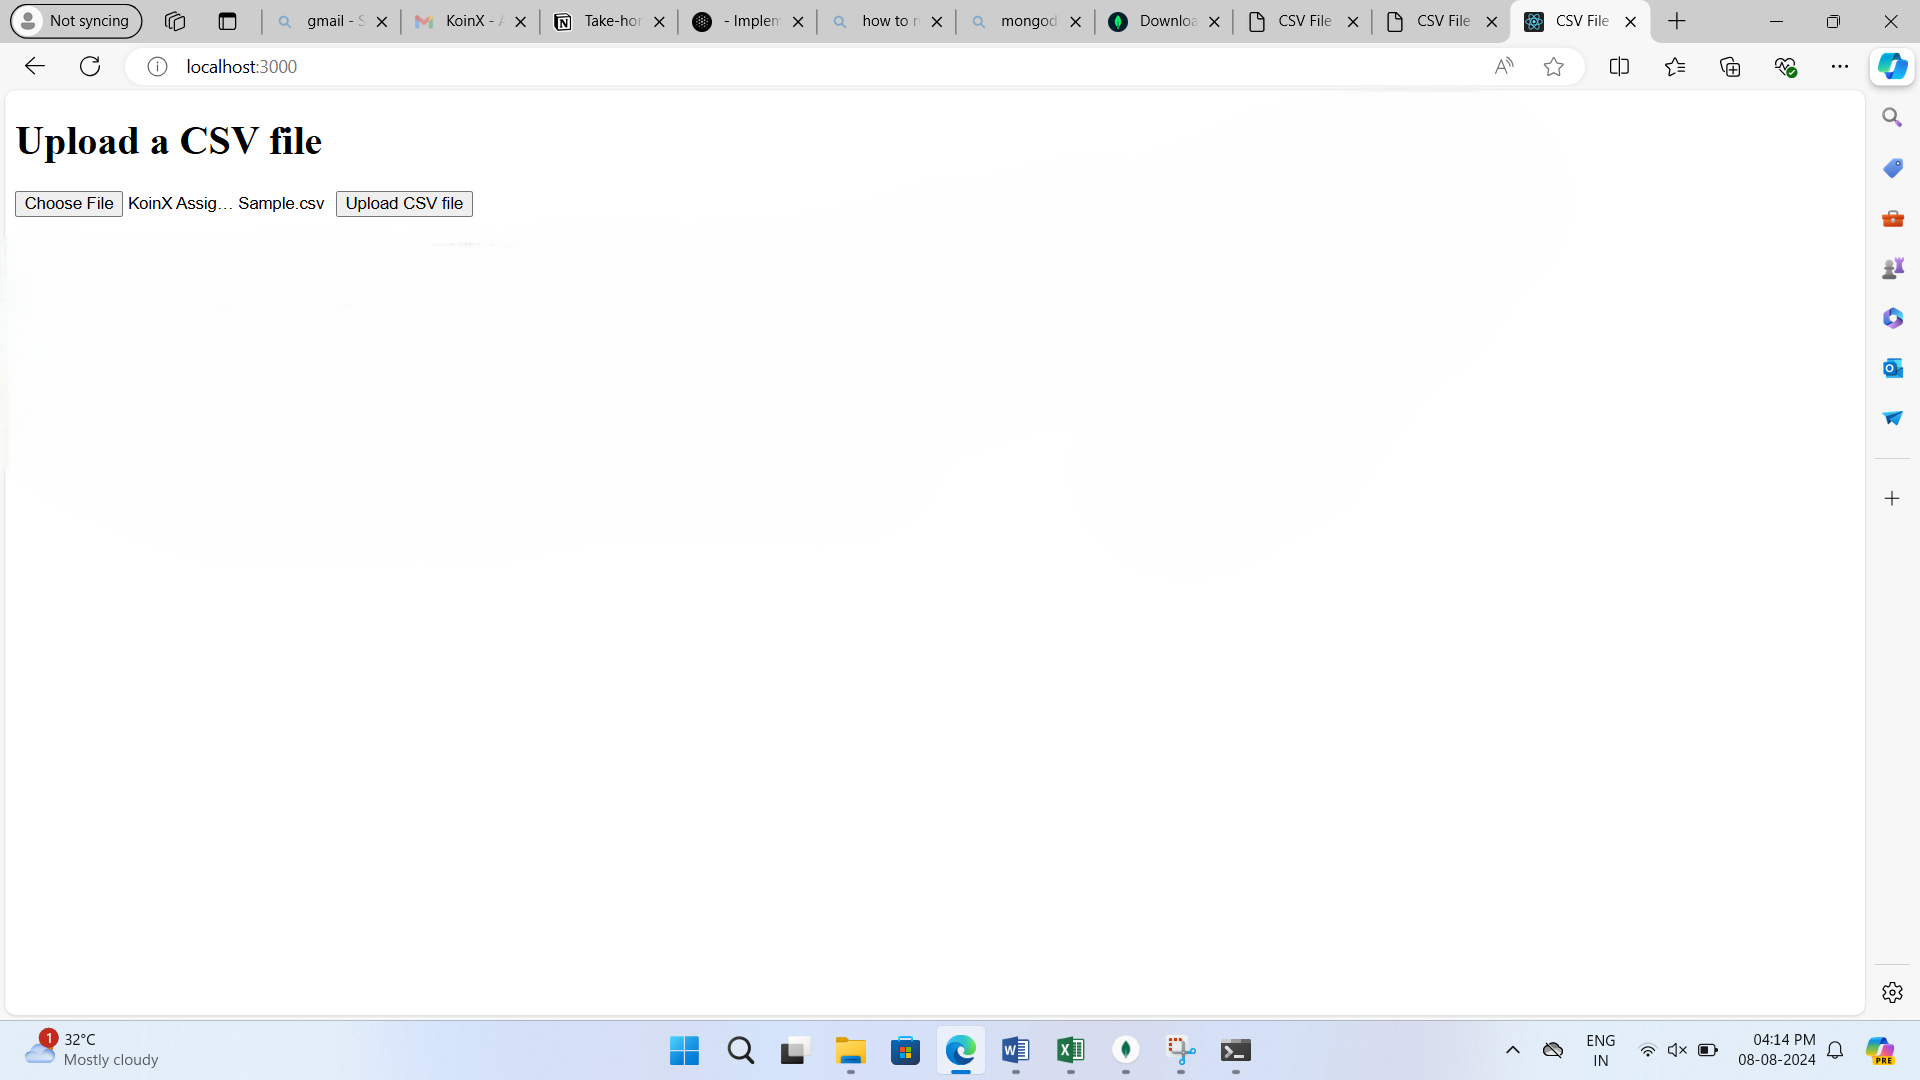 Not syncing
gmail - S
KoinX - A
Take-hor
- Implem
how to r
mongod
Downloa
CSV File
CSV File
CSV File
localhost:3000
Upload a CSV file
Choose File KoinX Assig… Sample.csv Upload CSV file
1
32°C
Mostly cloudy
ENG
IN
04:14 PM
08-08-2024
PRE